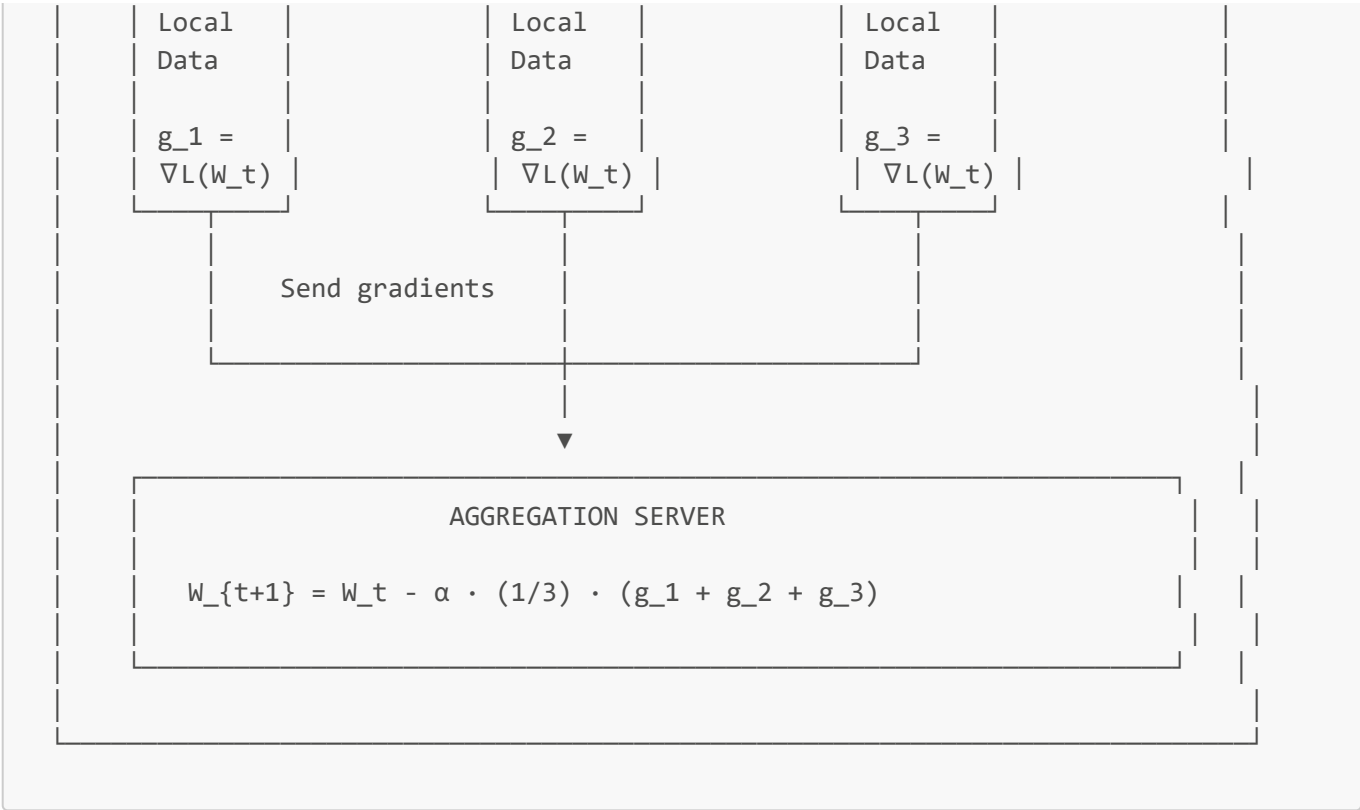 Local Local Local
Data Data Data
g_1 = g_2 = g_3 =
∇L(W_t) ∇L(W_t) ∇L(W_t)
Send gradients
AGGREGATION SERVER
W_{t+1} = W_t - α · (1/3) · (g_1 + g_2 + g_3)